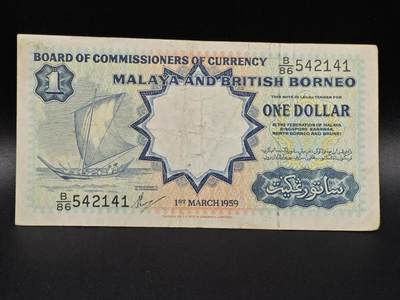 BOARD OF COMMISSIONERS OF CURRENCY
B/86 542141
1
MALAYA AND BRITISH BORNEO
THIS NOTE IS LEGAL TENDER FOR
ONE DOLLAR
IN THE FEDERATION OF MALAYA
SINGAPORE, SARAWAK,
NORTH BORNEO AND BRUNEI
B/86 542141
1ST MARCH 1959